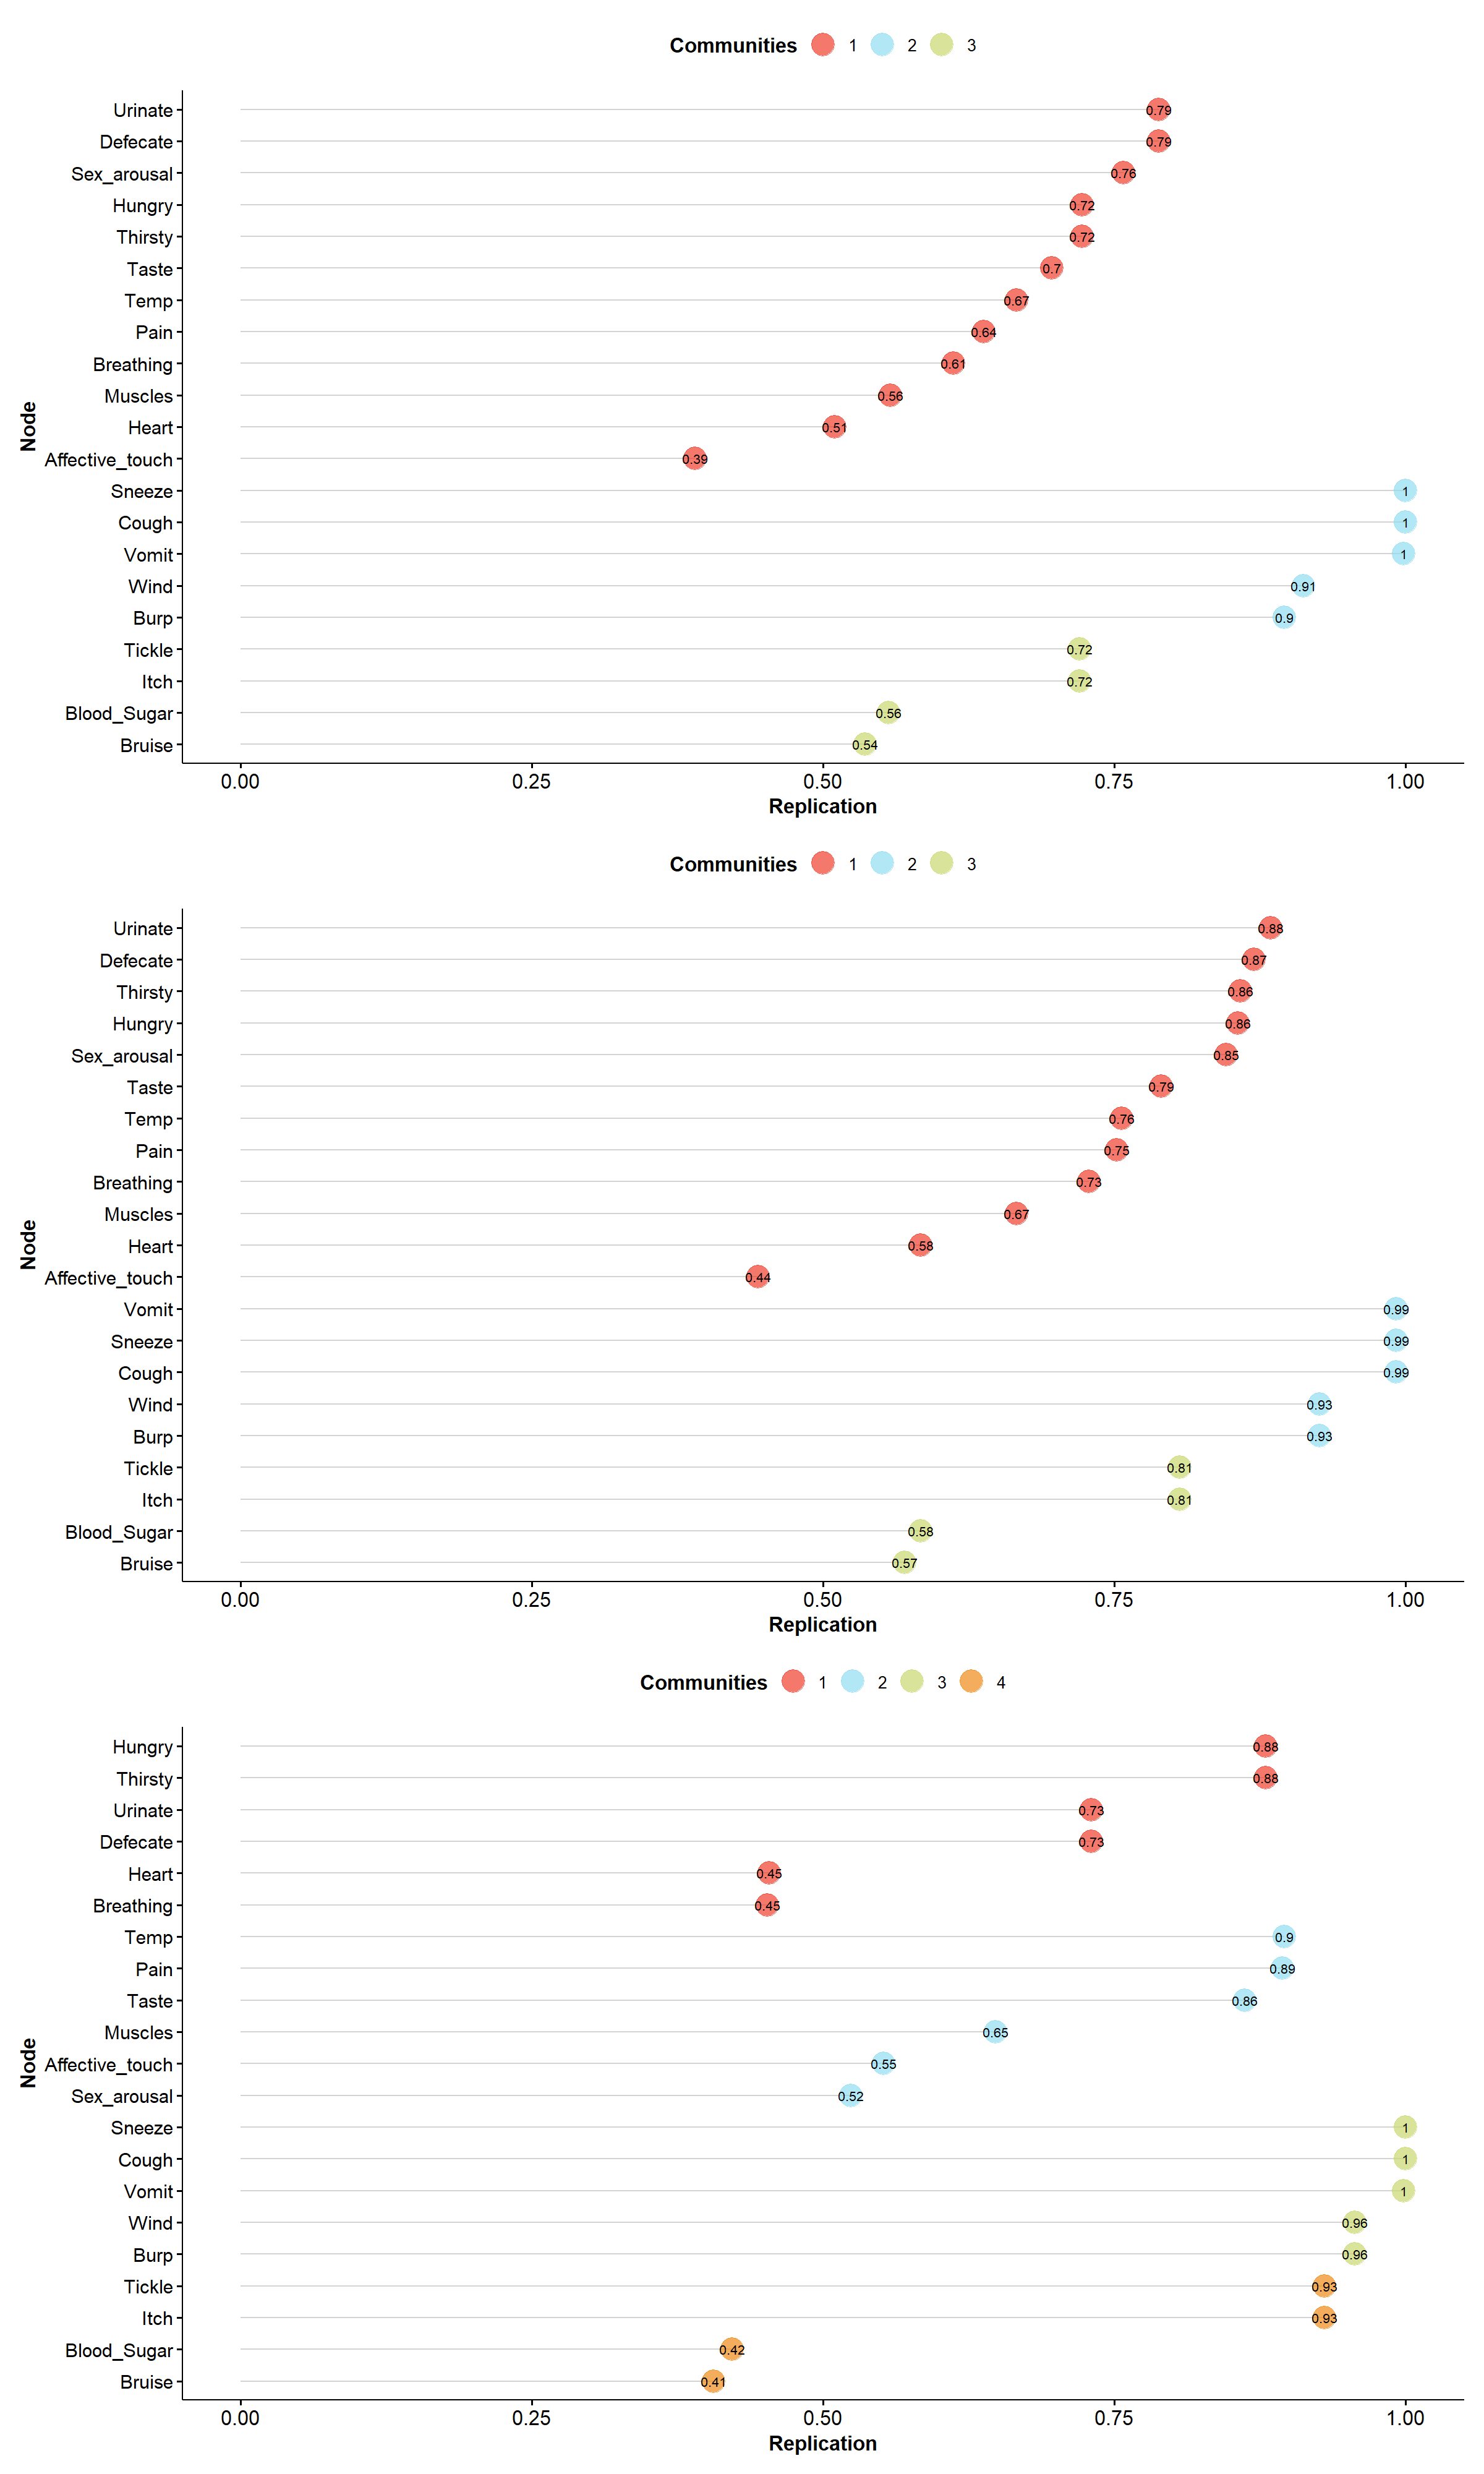 Communities 1 2 3
Urinate 0.79
Defecate 0.79
Sex_arousal 0.76
Hungry 0.72
Thirsty 0.72
Taste 0.7
Temp 0.67
Pain 0.64
Breathing 0.61
Muscles 0.56
Heart 0.51
Affective_touch 0.39
Sneeze 1
Cough 1
Vomit 1
Wind 0.91
Burp 0.9
Tickle 0.72
Itch 0.72
Blood_Sugar 0.56
Bruise 0.54
Node
0.00 0.25 0.50 0.75 1.00
Replication
Communities 1 2 3
Urinate 0.88
Defecate 0.87
Thirsty 0.86
Hungry 0.86
Sex_arousal 0.85
Taste 0.79
Temp 0.76
Pain 0.75
Breathing 0.73
Muscles 0.67
Heart 0.58
Affective_touch 0.44
Vomit 0.99
Sneeze 0.99
Cough 0.99
Wind 0.93
Burp 0.93
Tickle 0.81
Itch 0.81
Blood_Sugar 0.58
Bruise 0.57
Node
0.00 0.25 0.50 0.75 1.00
Replication
Communities 1 2 3 4
Hungry 0.88
Thirsty 0.88
Urinate 0.73
Defecate 0.73
Heart 0.45
Breathing 0.45
Temp 0.9
Pain 0.89
Taste 0.86
Muscles 0.65
Affective_touch 0.55
Sex_arousal 0.52
Sneeze 1
Cough 1
Vomit 1
Wind 0.96
Burp 0.96
Tickle 0.93
Itch 0.93
Blood_Sugar 0.42
Bruise 0.41
Node
0.00 0.25 0.50 0.75 1.00
Replication